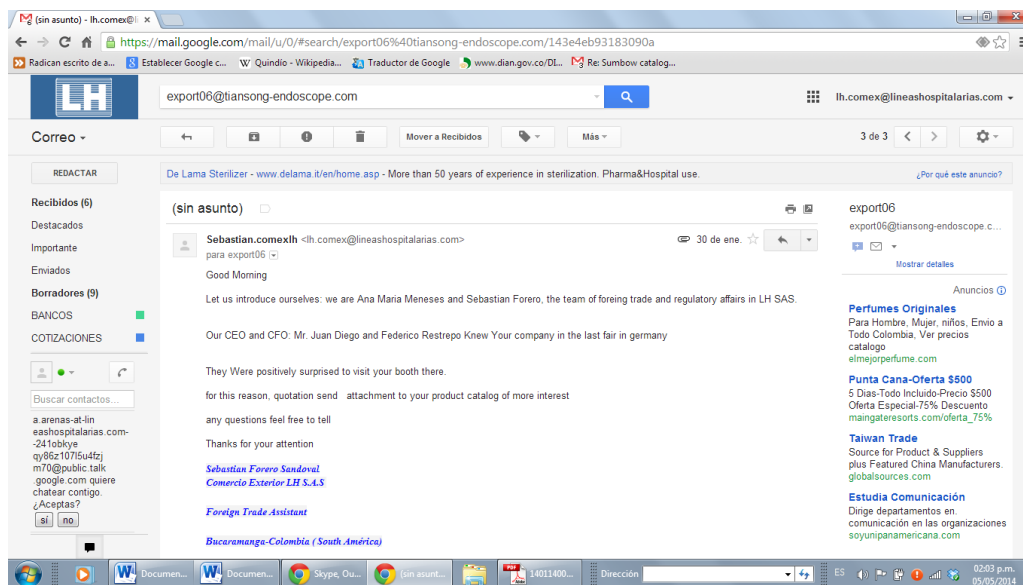 (sin asunto) - lh.comex@li
https://mail.google.com/mail/u/0/#search/export06%40tiansong-endoscope.com/143e4eb93183090a
Radican escrito de a... Establecer Google c... Quindío - Wikipedia... Traductor de Google www.dian.gov.co/DI... Re: Sumbow catalog...
LH
export06@tiansong-endoscope.com
lh.comex@lineashospitalarias.com
Correo
Mover a Recibidos
Más
3 de 3
REDACTAR
Recibidos (6)
Destacados
Importante
Enviados
Borradores (9)
BANCOS
COTIZACIONES
Buscar contactos...
a.arenas-at-lin
eashospitalarias.com-
-241obkye
qy86z107l5u4fzj
m70@public.talk
.google.com quiere
chatear contigo.
¿Aceptas?
sí no
De Lama Sterilizer - www.delama.it/en/home.asp - More than 50 years of experience in sterilization. Pharma&Hospital use.
¿Por qué este anuncio?
(sin asunto)
Sebastian.comexlh <lh.comex@lineashospitalarias.com>
30 de ene.
para export06
Good Morning
Let us introduce ourselves: we are Ana Maria Meneses and Sebastian Forero, the team of foreing trade and regulatory affairs in LH SAS.
Our CEO and CFO: Mr. Juan Diego and Federico Restrepo Knew Your company in the last fair in germany
They Were positively surprised to visit your booth there.
for this reason, quotation send attachment to your product catalog of more interest
any questions feel free to tell
Thanks for your attention
Sebastian Forero Sandoval
Comercio Exterior LH S.A.S
Foreign Trade Assistant
Bucaramanga-Colombia ( South América)
export06
export06@tiansong-endoscope.c...
Mostrar detalles
Anuncios
Perfumes Originales
Para Hombre, Mujer, niños, Envio a
Todo Colombia, Ver precios
catalogo
elmejorperfume.com
Punta Cana-Oferta $500
5 Dias-Todo Incluido-Precio $500
Oferta Especial-75% Descuento
maingateresorts.com/oferta_75%
Taiwan Trade
Source for Product & Suppliers
plus Featured China Manufacturers.
globalsources.com
Estudia Comunicación
Dirige departamentos en.
comunicación en las organizaciones
soyunipanamericana.com
Documen... Documen... Skype, Ou... (sin asunt... 14011400... Dirección ES 02:03 p.m.
05/05/2014